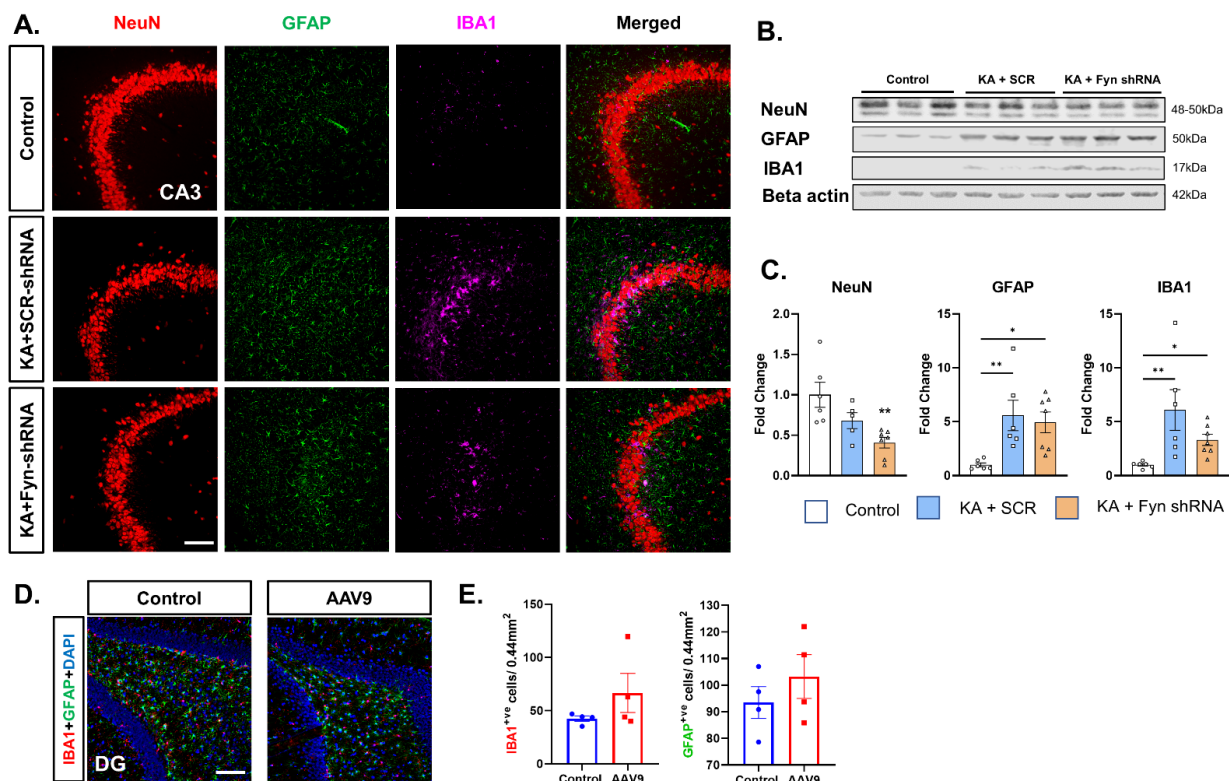 A.
NeuN GFAP IBA1 Merged
Control
CA3
KA+SCR-shRNA
KA+Fyn-shRNA
B.
Control KA + SCR KA + Fyn shRNA
NeuN 48-50kDa
GFAP 50kDa
IBA1 17kDa
Beta actin 42kDa
C.
NeuN GFAP IBA1
Fold Change
2.0
1.5
1.0
0.5
0.0
**
Fold Change
15
10
5
0
*
**
Fold Change
15
10
5
0
*
**
Control KA + SCR KA + Fyn shRNA
D.
Control AAV9
IBA1+GFAP+DAPI
DG
E.
IBA1+ve cells/ 0.44mm2
150
100
50
0
Control AAV9
GFAP+ve cells/ 0.44mm2
130
120
110
100
90
80
70
Control AAV9